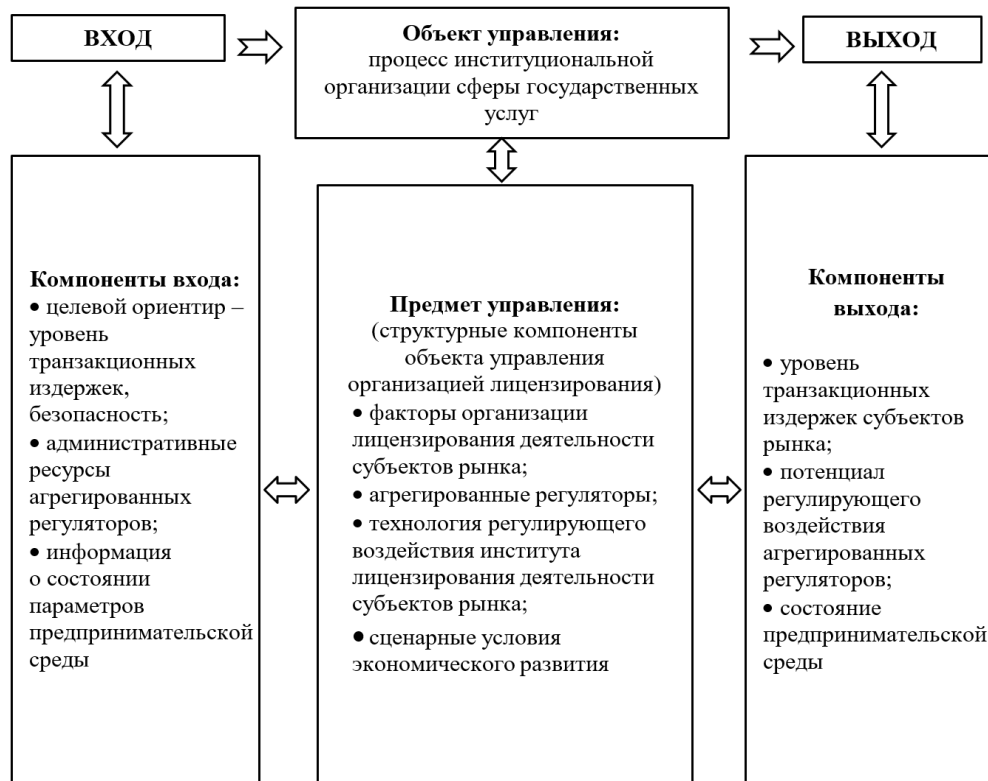 ВХОД
Объект управления:
процесс институциональной
организации сферы государственных
услуг
ВЫХОД
Компоненты входа:
• целевой ориентир –
уровень
транзакционных
издержек,
безопасность;
• административные
ресурсы
агрегированных
регуляторов;
• информация
о состоянии
параметров
предпринимательской
среды
Предмет управления:
(структурные компоненты
объекта управления
организацией лицензирования)
• факторы организации
лицензирования деятельности
субъектов рынка;
• агрегированные регуляторы;
• технология регулирующего
воздействия института
лицензирования деятельности
субъектов рынка;
• сценарные условия
экономического развития
Компоненты
выхода:
• уровень
транзакционных
издержек субъектов
рынка;
• потенциал
регулирующего
воздействия
агрегированных
регуляторов;
• состояние
предпринимательской
среды